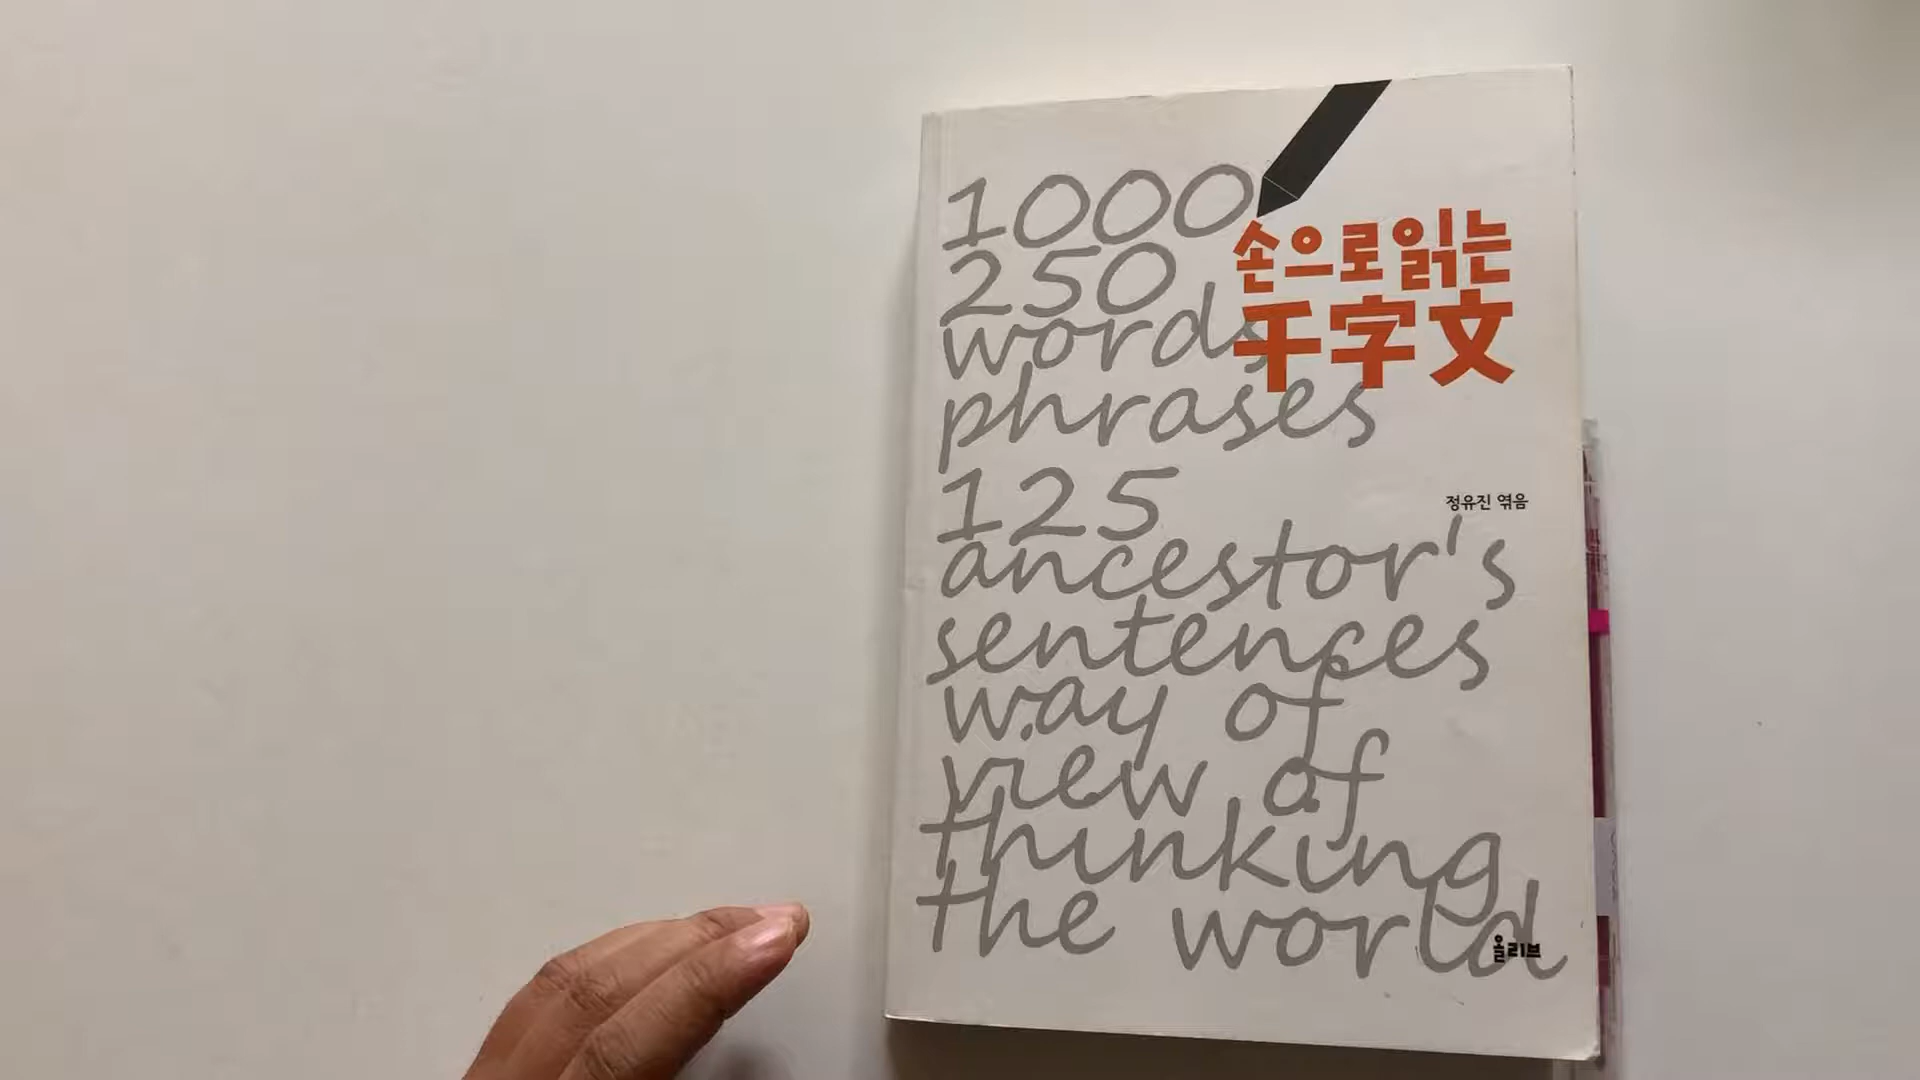 1000
250
words
phrases
125
ancestor's
sentences
way of
view of
thinking
the world
손으로 읽는
千字文
정유진 엮음
올리브